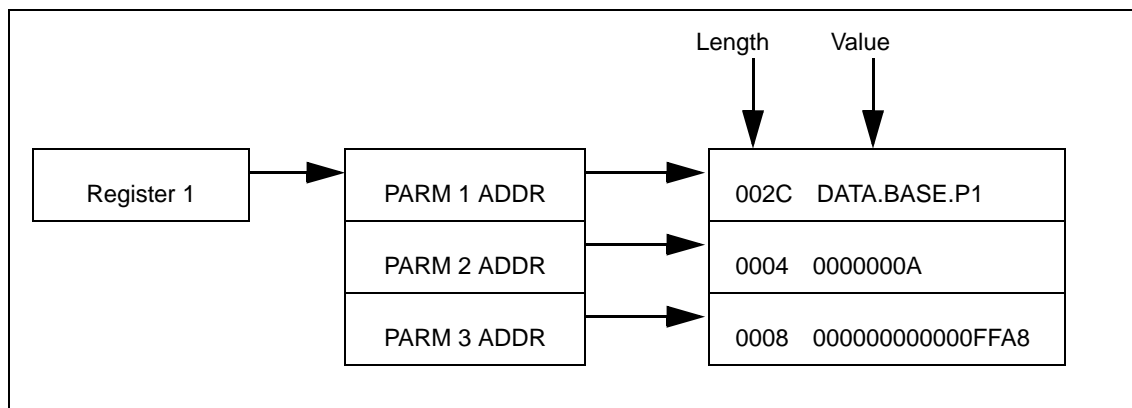 Length Value
Register 1 PARM 1 ADDR 002C DATA.BASE.P1
PARM 2 ADDR 0004 0000000A
PARM 3 ADDR 0008 000000000000FFA8